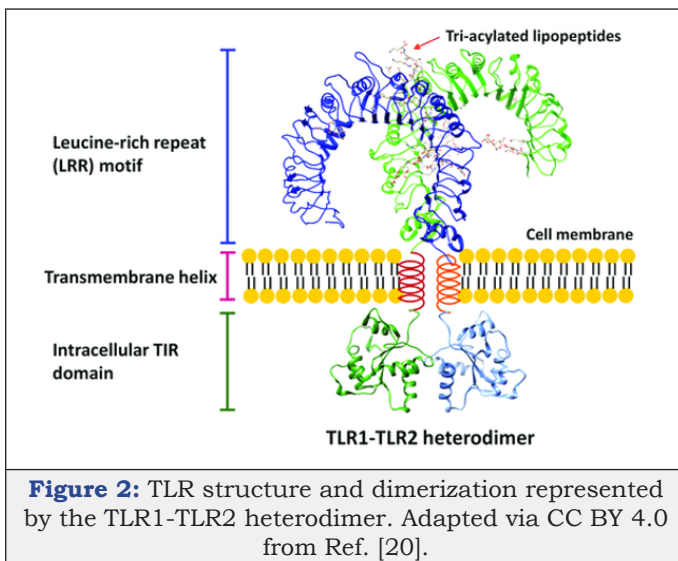 Tri-acylated lipopeptides
Leucine-rich repeat
(LRR) motif
Cell membrane
Transmembrane helix
Intracellular TIR
domain
TLR1-TLR2 heterodimer
Figure 2: TLR structure and dimerization represented
by the TLR1-TLR2 heterodimer. Adapted via CC BY 4.0
from Ref. [20].